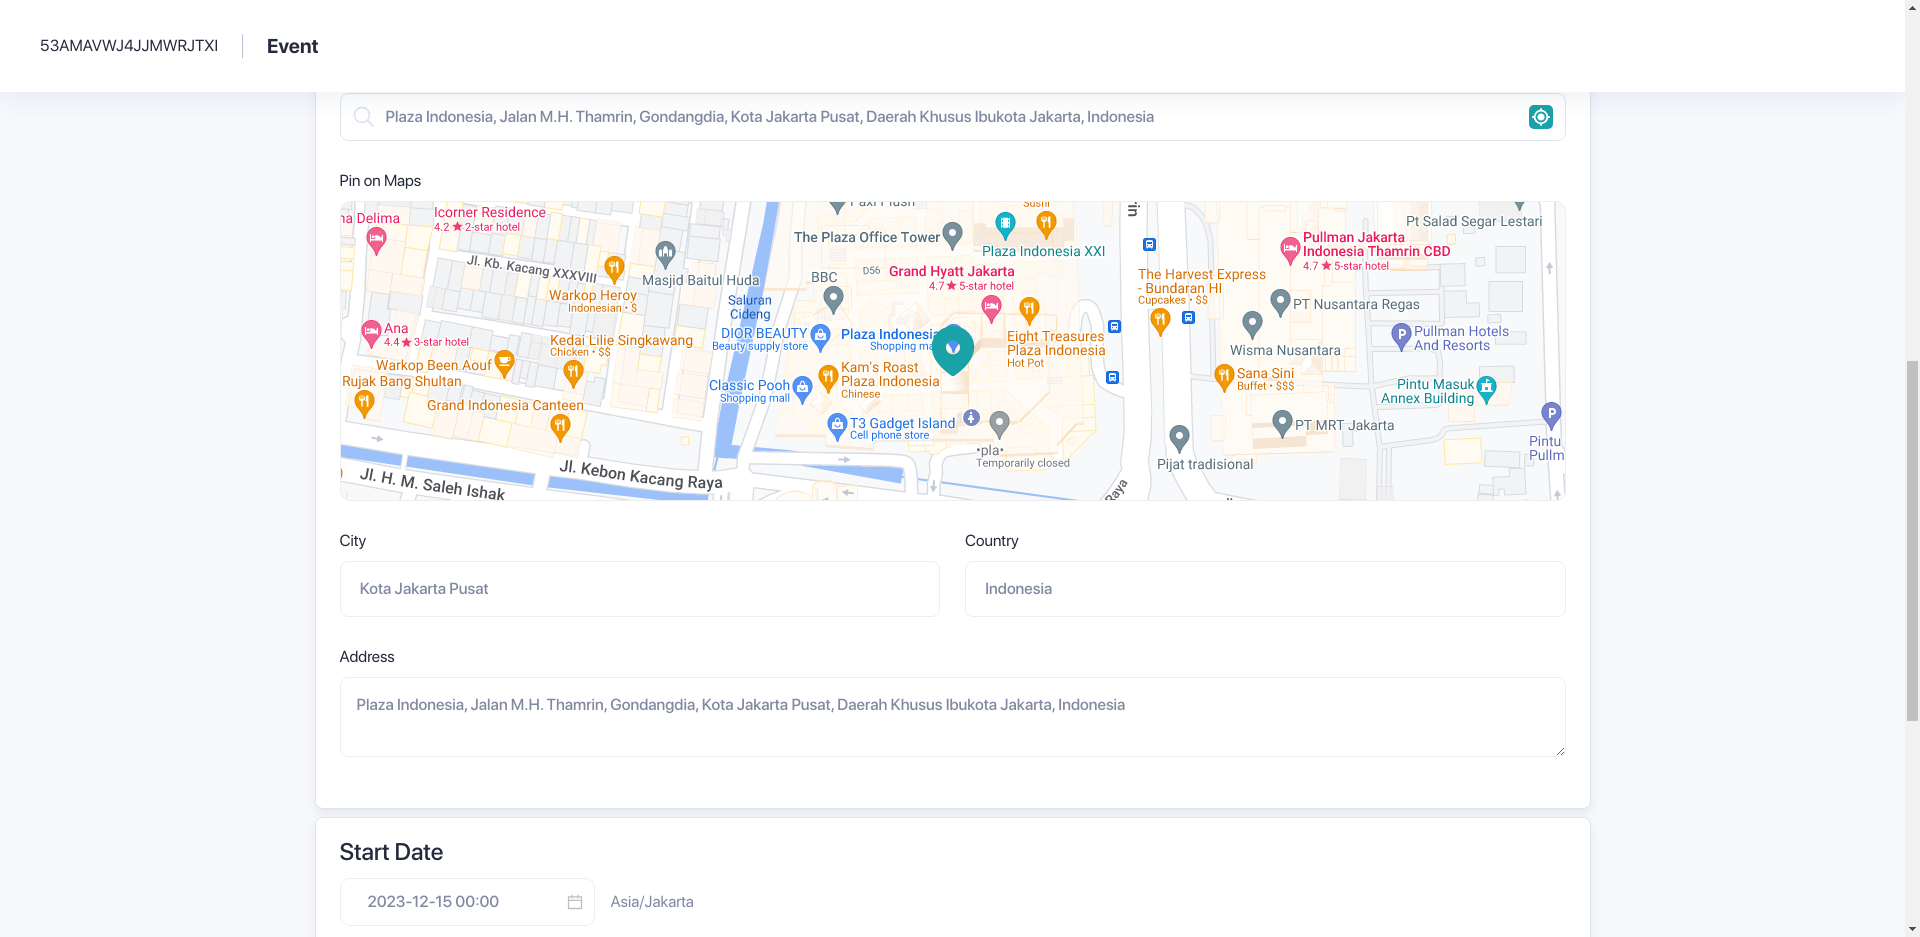 53AMAVWJ4JJMWRJTXI
Event
Plaza Indonesia, Jalan M.H. Thamrin, Gondangdia, Kota Jakarta Pusat, Daerah Khusus Ibukota Jakarta, Indonesia
Pin on Maps
na Delima
Icorner Residence
4.2 ★ 2-star hotel
Jl. Kb. Kacang XXXVIII
Masjid Baitul Huda
Warkop Heroy
Indonesian • $
Ana
4.4 ★ 3-star hotel
Kedai Lilie Singkawang
Chicken • $$
Warkop Been Aouf
Rujak Bang Shultan
Grand Indonesia Canteen
Jl. H. M. Saleh Ishak
Jl. Kebon Kacang Raya
The Plaza Office Tower
Sushi
Plaza Indonesia XXI
BBC
D56
Grand Hyatt Jakarta
4.7 ★ 5-star hotel
Saluran
Cideng
DIOR BEAUTY
Beauty supply store
Plaza Indonesia
Shopping ma
Eight Treasures
Plaza Indonesia
Hot Pot
Kam's Roast
Plaza Indonesia
Chinese
Classic Pooh
Shopping mall
T3 Gadget Island
Cell phone store
•pla•
Temporarily closed
Raya
in
Pt Salad Segar Lestari
Pullman Jakarta
Indonesia Thamrin CBD
4.7 ★ 5-star hotel
The Harvest Express
- Bundaran HI
Cupcakes • $$
PT Nusantara Regas
Wisma Nusantara
P
Pullman Hotels
And Resorts
Sana Sini
Buffet • $$$
Pintu Masuk
Annex Building
PT MRT Jakarta
P
Pintu
Pullm
Pijat tradisional
City
Country
Kota Jakarta Pusat
Indonesia
Address
Plaza Indonesia, Jalan M.H. Thamrin, Gondangdia, Kota Jakarta Pusat, Daerah Khusus Ibukota Jakarta, Indonesia
Start Date
2023-12-15 00:00
Asia/Jakarta